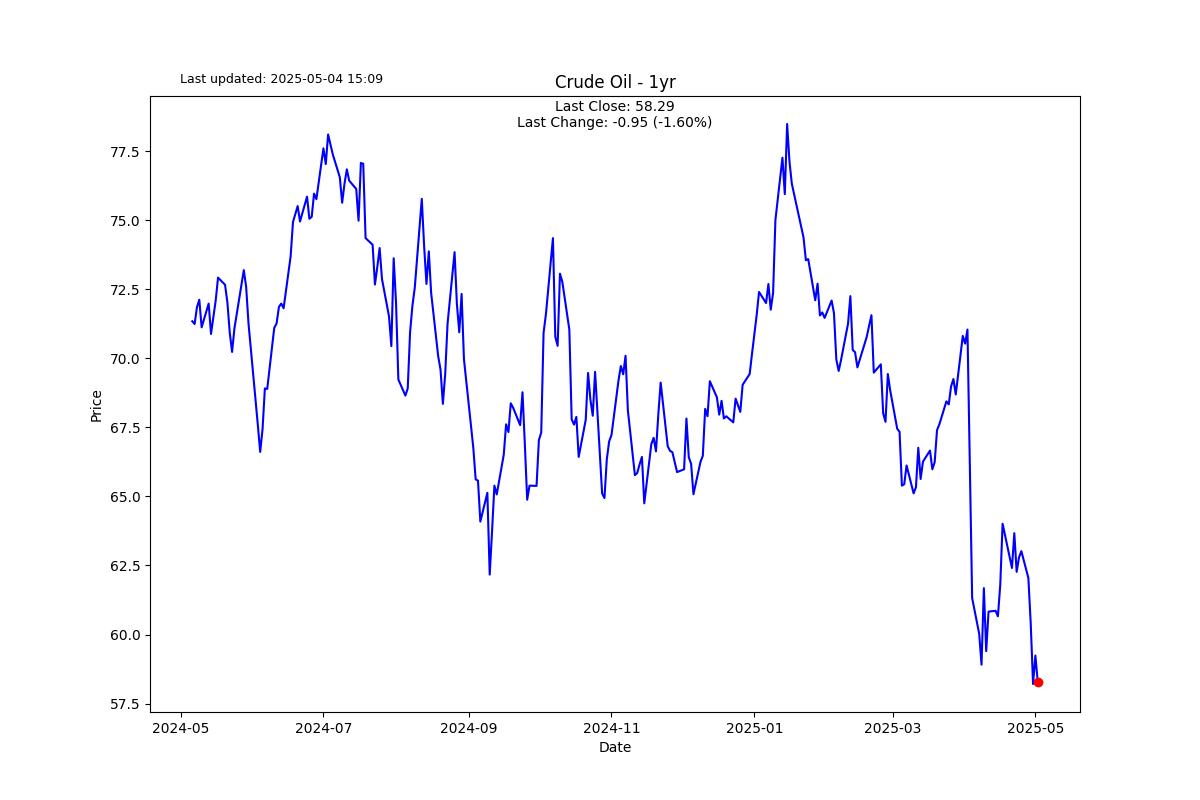 Last updated: 2025-05-04 15:09
Crude Oil - 1yr
Last Close: 58.29
Last Change: -0.95 (-1.60%)
Price
77.5
75.0
72.5
70.0
67.5
65.0
62.5
60.0
57.5
2024-05
2024-07
2024-09
2024-11
2025-01
2025-03
2025-05
Date